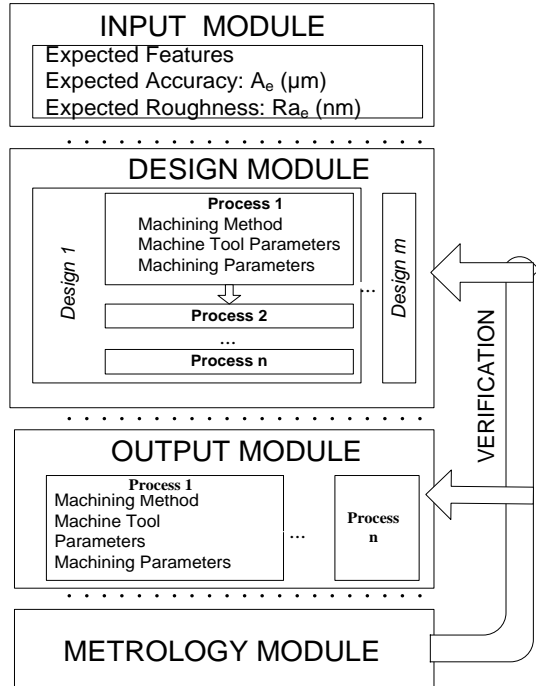 INPUT MODULE
Expected Features
Expected Accuracy: Aₑ (μm)
Expected Roughness: Raₑ (nm)
DESIGN MODULE
Design 1
Process 1
Machining Method
Machine Tool Parameters
Machining Parameters
Process 2
...
Process n
...
Design m
VERIFICATION
OUTPUT MODULE
Process 1
Machining Method
Machine Tool
Parameters
Machining Parameters
...
Process
n
METROLOGY MODULE